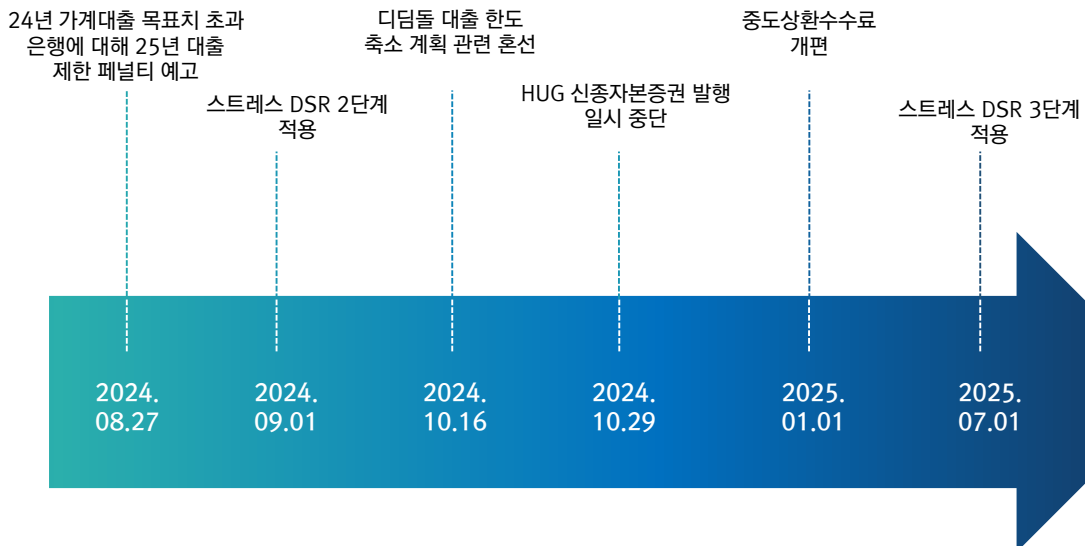 24년 가계대출 목표치 초과
은행에 대해 25년 대출
제한 페널티 예고
스트레스 DSR 2단계
적용
디딤돌 대출 한도
축소 계획 관련 혼선
HUG 신종자본증권 발행
일시 중단
중도상환수수료
개편
스트레스 DSR 3단계
적용
2024.
08.27
2024.
09.01
2024.
10.16
2024.
10.29
2025.
01.01
2025.
07.01